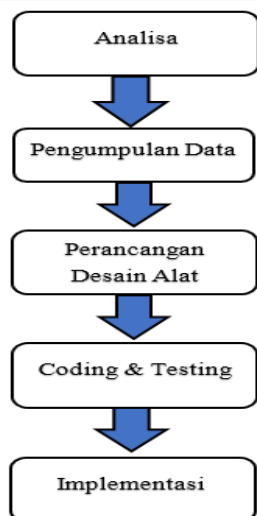 Analisa
Pengumpulan Data
Perancangan
Desain Alat
Coding & Testing
Implementasi